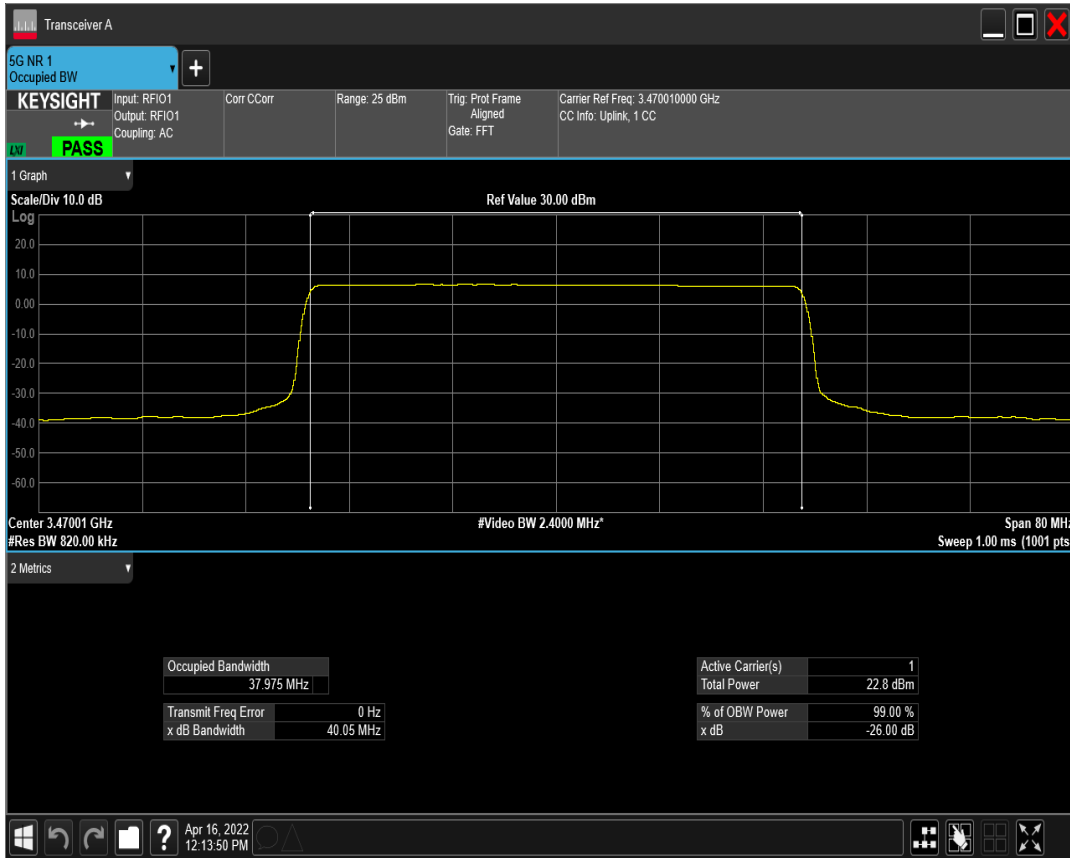 Transceiver A
5G NR 1
Occupied BW
KEYSIGHT
LXI
PASS
Input: RFIO1
Output: RFIO1
Coupling: AC
Corr CCorr
Range: 25 dBm
Trig: Prot Frame
Aligned
Gate: FFT
Carrier Ref Freq: 3.470010000 GHz
CC Info: Uplink, 1 CC
1 Graph
Scale/Div 10.0 dB
Ref Value 30.00 dBm
Log
20.0
10.0
0.00
-10.0
-20.0
-30.0
-40.0
-50.0
-60.0
Center 3.47001 GHz
#Video BW 2.4000 MHz*
Span 80 MHz
#Res BW 820.00 kHz
Sweep 1.00 ms (1001 pts
2 Metrics
Occupied Bandwidth
37.975 MHz
Transmit Freq Error 0 Hz
x dB Bandwidth 40.05 MHz
Active Carrier(s) 1
Total Power 22.8 dBm
% of OBW Power 99.00 %
x dB -26.00 dB
?
Apr 16, 2022
12:13:50 PM